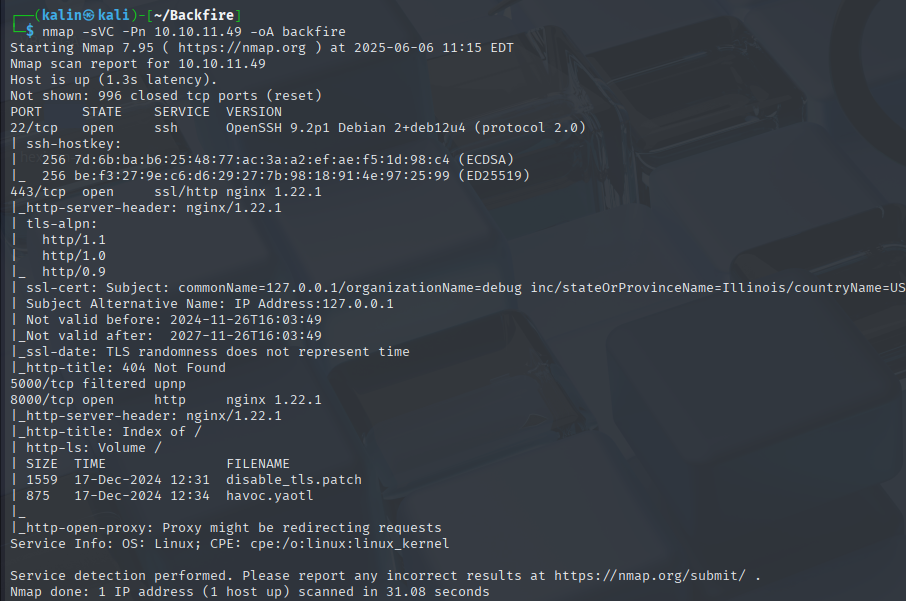 ┌──(kalin㉿kali)-[~/Backfire]
└─$ nmap -sVC -Pn 10.10.11.49 -oA backfire
Starting Nmap 7.95 ( https://nmap.org ) at 2025-06-06 11:15 EDT
Nmap scan report for 10.10.11.49
Host is up (1.3s latency).
Not shown: 996 closed tcp ports (reset)
PORT     STATE    SERVICE  VERSION
22/tcp   open     ssh      OpenSSH 9.2p1 Debian 2+deb12u4 (protocol 2.0)
| ssh-hostkey:
|   256 7d:6b:ba:b6:25:48:77:ac:3a:a2:ef:ae:f5:1d:98:c4 (ECDSA)
|_  256 be:f3:27:9e:c6:d6:29:27:7b:98:18:91:4e:97:25:99 (ED25519)
443/tcp  open     ssl/http nginx 1.22.1
|_http-server-header: nginx/1.22.1
| tls-alpn:
|   http/1.1
|   http/1.0
|_  http/0.9
| ssl-cert: Subject: commonName=127.0.0.1/organizationName=debug inc/stateOrProvinceName=Illinois/countryName=US
| Subject Alternative Name: IP Address:127.0.0.1
| Not valid before: 2024-11-26T16:03:49
|_Not valid after:  2027-11-26T16:03:49
|_ssl-date: TLS randomness does not represent time
|_http-title: 404 Not Found
5000/tcp filtered upnp
8000/tcp open     http     nginx 1.22.1
|_http-server-header: nginx/1.22.1
|_http-title: Index of /
| http-ls: Volume /
| SIZE  TIME               FILENAME
| 1559  17-Dec-2024 12:31  disable_tls.patch
| 875   17-Dec-2024 12:34  havoc.yaotl
|_
|_http-open-proxy: Proxy might be redirecting requests
Service Info: OS: Linux; CPE: cpe:/o:linux:linux_kernel

Service detection performed. Please report any incorrect results at https://nmap.org/submit/ .
Nmap done: 1 IP address (1 host up) scanned in 31.08 seconds